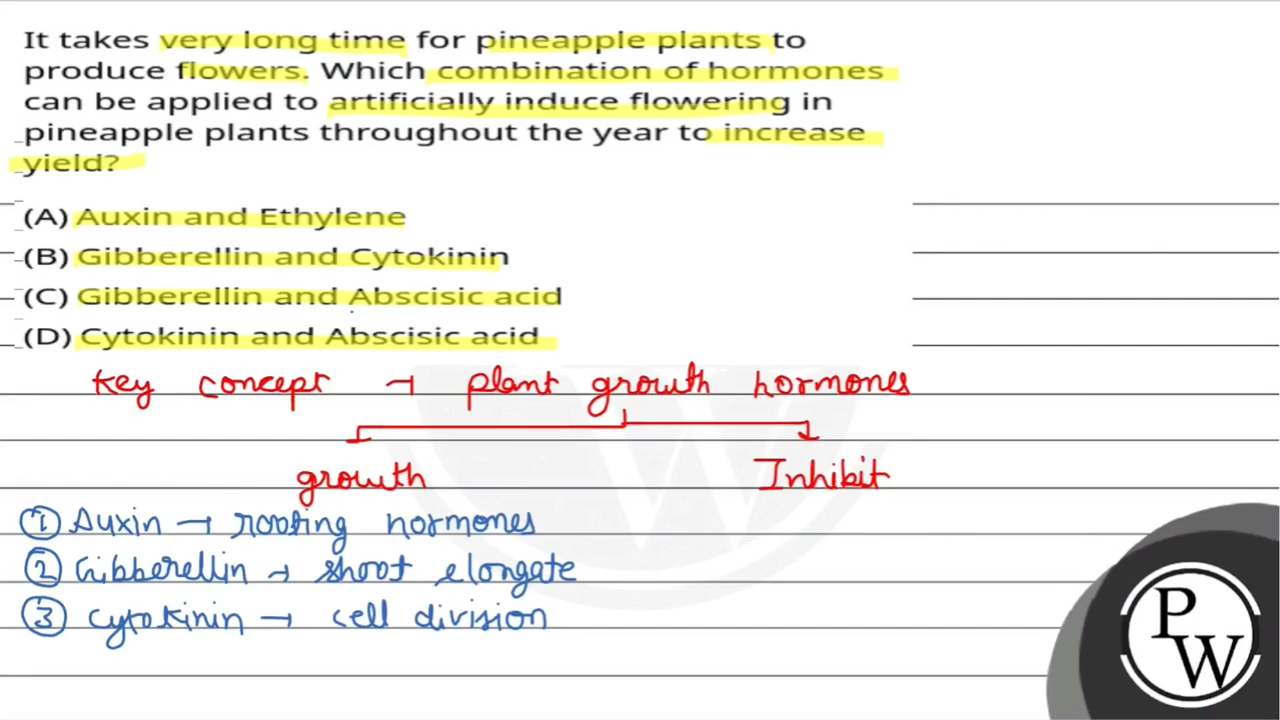 It takes very long time for pineapple plants to
produce flowers. Which combination of hormones
can be applied to artificially induce flowering in
pineapple plants throughout the year to increase
yield?
(A) Auxin and Ethylene
(B) Gibberellin and Cytokinin
(C) Gibberellin and Abscisic acid
(D) Cytokinin and Abscisic acid
Key concept → plant growth hormones
growth Inhibit
① Auxin → rooting hormones
② Gibberellin → shoot elongate
③ Cytokinin → cell division
P
W